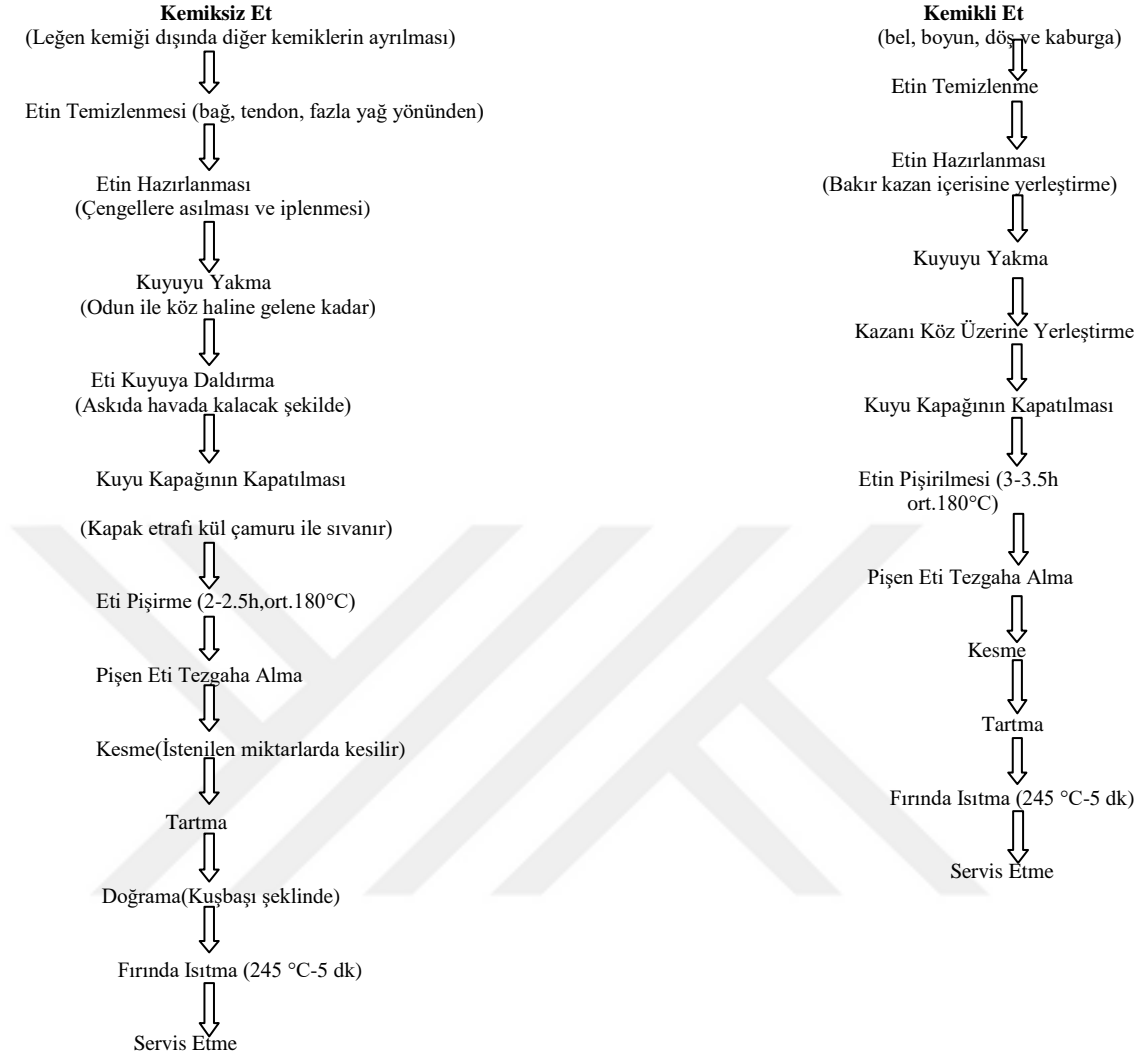 Kemiksiz Et
(Leğen kemiği dışında diğer kemiklerin ayrılması)
Etin Temizlenmesi (bağ, tendon, fazla yağ yönünden)
Etin Hazırlanması
(Çengellere asılması ve iplenmesi)
Kuyuyu Yakma
(Odun ile köz haline gelene kadar)
Eti Kuyuya Daldırma
(Askıda havada kalacak şekilde)
Kuyu Kapağının Kapatılması
(Kapak etrafı kül çamuru ile sıvanır)
Eti Pişirme (2-2.5h,ort.180°C)
Pişen Eti Tezgaha Alma
Kesme(İstenilen miktarlarda kesilir)
Tartma
Doğrama(Kuşbaşı şeklinde)
Fırında Isıtma (245 °C-5 dk)
Servis Etme
Kemikli Et
(bel, boyun, döş ve kaburga)
Etin Temizlenme
Etin Hazırlanması
(Bakır kazan içerisine yerleştirme)
Kuyuyu Yakma
Kazanı Köz Üzerine Yerleştirme
Kuyu Kapağının Kapatılması
Etin Pişirilmesi (3-3.5h
ort.180°C)
Pişen Eti Tezgaha Alma
Kesme
Tartma
Fırında Isıtma (245 °C-5 dk)
Servis Etme